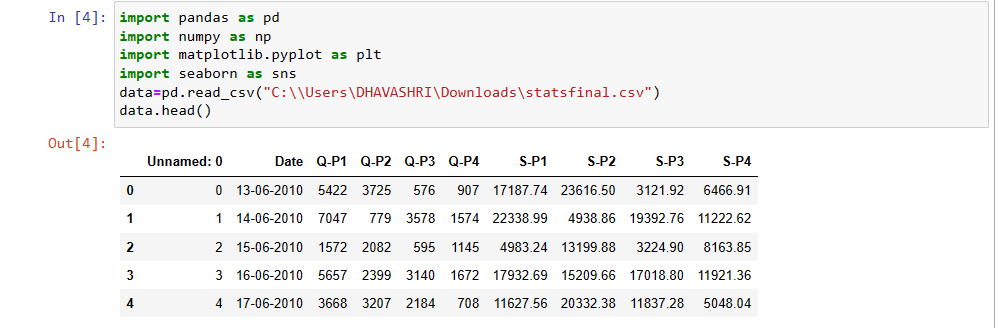 In [4]: import pandas as pd
import numpy as np
import matplotlib.pyplot as plt
import seaborn as sns
data=pd.read_csv("C:\\Users\DHAVASHRI\Downloads\statsfinal.csv")
data.head()
Out[4]:
Unnamed: 0 Date Q-P1 Q-P2 Q-P3 Q-P4 S-P1 S-P2 S-P3 S-P4
0 0 13-06-2010 5422 3725 576 907 17187.74 23616.50 3121.92 6466.91
1 1 14-06-2010 7047 779 3578 1574 22338.99 4938.86 19392.76 11222.62
2 2 15-06-2010 1572 2082 595 1145 4983.24 13199.88 3224.90 8163.85
3 3 16-06-2010 5657 2399 3140 1672 17932.69 15209.66 17018.80 11921.36
4 4 17-06-2010 3668 3207 2184 708 11627.56 20332.38 11837.28 5048.04